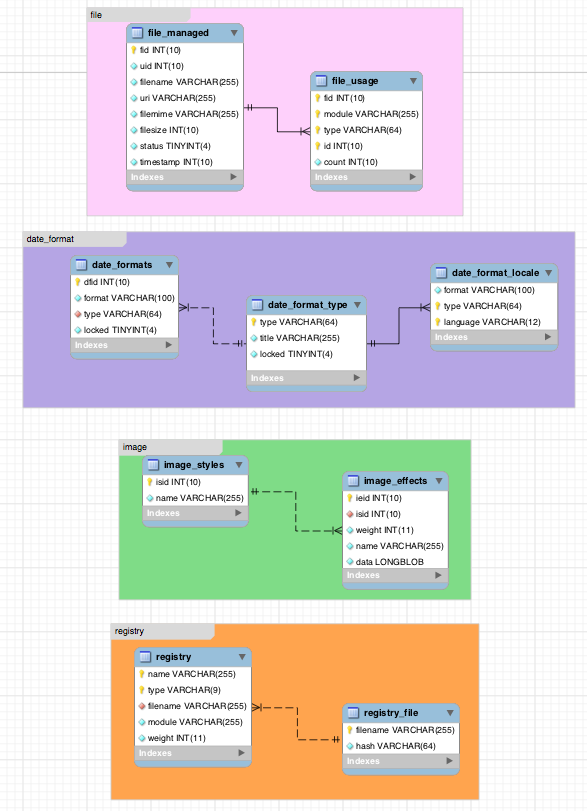 file
file_managed
fid INT(10)
uid INT(10)
filename VARCHAR(255)
uri VARCHAR(255)
filemime VARCHAR(255)
filesize INT(10)
status TINYINT(4)
timestamp INT(10)
Indexes
file_usage
fid INT(10)
module VARCHAR(255)
type VARCHAR(64)
id INT(10)
count INT(10)
Indexes
date_format
date_formats
dfid INT(10)
format VARCHAR(100)
type VARCHAR(64)
locked TINYINT(4)
Indexes
date_format_type
type VARCHAR(64)
title VARCHAR(255)
locked TINYINT(4)
Indexes
date_format_locale
format VARCHAR(100)
type VARCHAR(64)
language VARCHAR(12)
Indexes
image
image_styles
isid INT(10)
name VARCHAR(255)
Indexes
image_effects
ieid INT(10)
isid INT(10)
weight INT(11)
name VARCHAR(255)
data LONGBLOB
Indexes
registry
registry
name VARCHAR(255)
type VARCHAR(9)
filename VARCHAR(255)
module VARCHAR(255)
weight INT(11)
Indexes
registry_file
filename VARCHAR(255)
hash VARCHAR(64)
Indexes